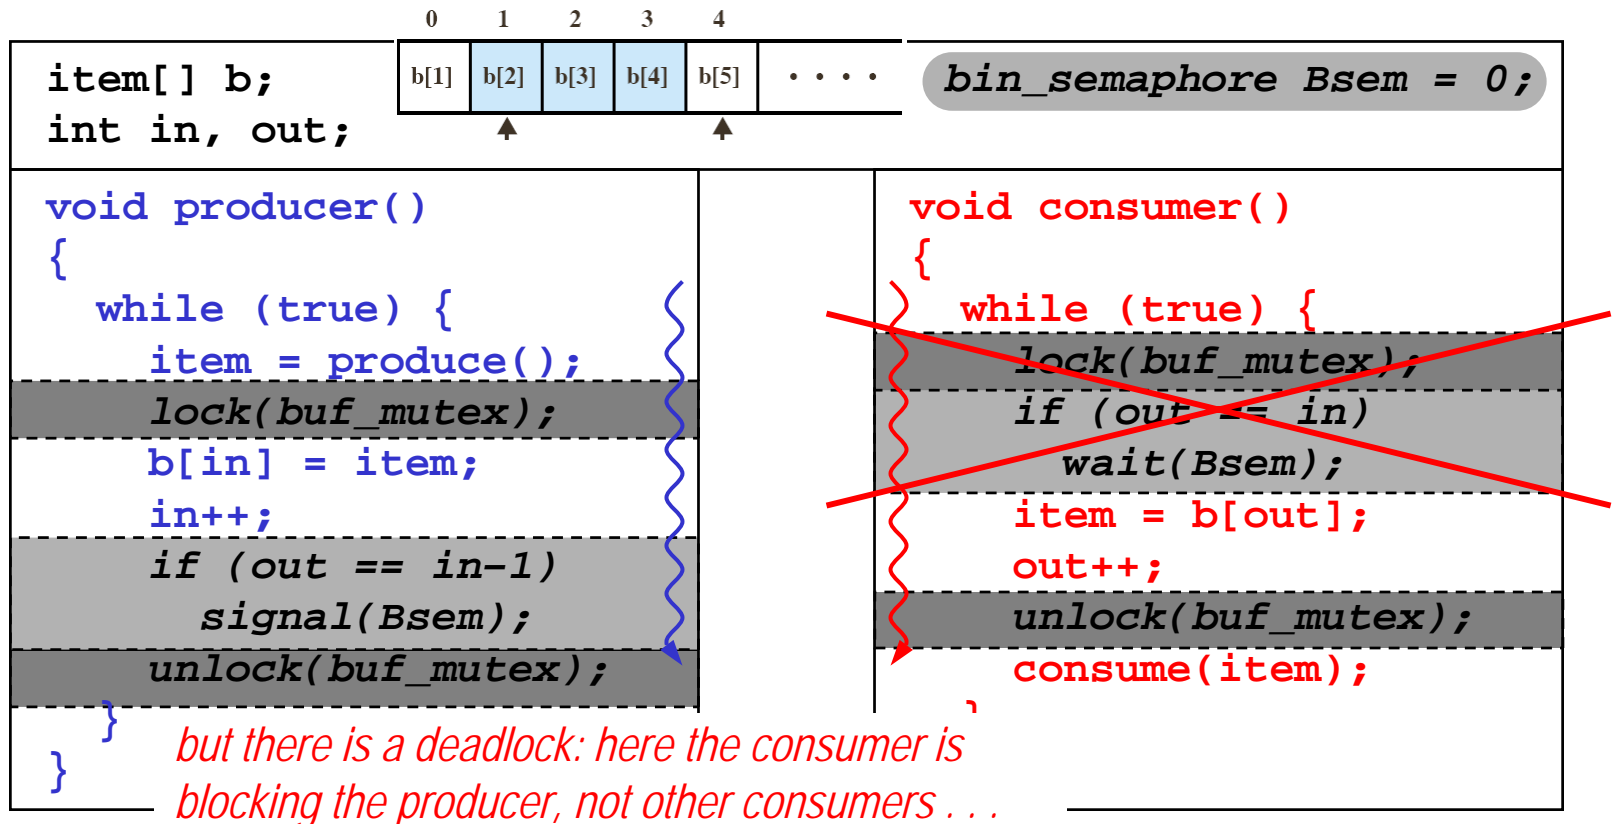 0 1 2 3 4
item[] b;
int in, out;
b[1] b[2] b[3] b[4] b[5] . . . .
bin_semaphore Bsem = 0;
void producer()
{
while (true) {
item = produce();
lock(buf_mutex);
b[in] = item;
in++;
if (out == in-1)
signal(Bsem);
unlock(buf_mutex);
}
}
void consumer()
{
while (true) {
lock(buf_mutex);
if (out == in)
wait(Bsem);
item = b[out];
out++;
unlock(buf_mutex);
consume(item);
}
but there is a deadlock: here the consumer is
blocking the producer, not other consumers . . .